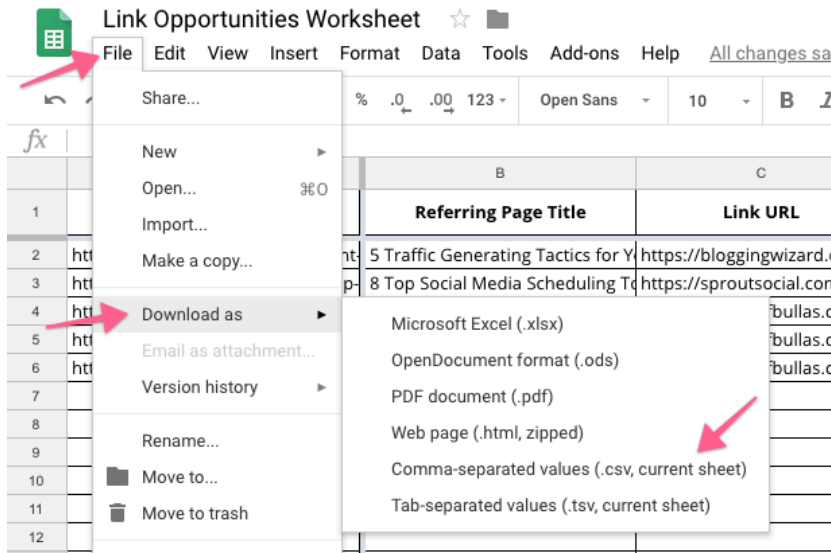 Link Opportunities Worksheet
File Edit View Insert Format Data Tools Add-ons Help All changes sa
% .0 .00 123 Open Sans 10 B I
fx
B C
1 Referring Page Title Link URL
2 htt nt- 5 Traffic Generating Tactics for Y https://bloggingwizard.
3 htt p- 8 Top Social Media Scheduling To https://sproutsocial.com
4 htt fbullas.c
5 htt fbullas.c
6 htt fbullas.c
7
8
9
10
11
12
Share...
New
Open... ⌘O
Import...
Make a copy...
Download as
Email as attachment...
Version history
Rename...
Move to...
Move to trash
Microsoft Excel (.xlsx)
OpenDocument format (.ods)
PDF document (.pdf)
Web page (.html, zipped)
Comma-separated values (.csv, current sheet)
Tab-separated values (.tsv, current sheet)